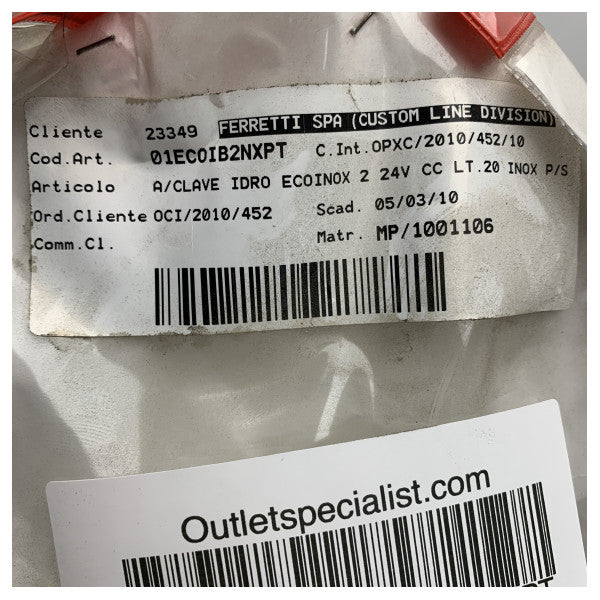 Cliente 23349 FERRETTI SPA (CUSTOM LINE DIVISION)
Cod.Art. 01ECOIB2NXPT C.Int.OPXC/2010/452/10
Articolo A/CLAVE IDRO ECOINOX 2 24V CC LT.20 INOX P/S
Ord.Cliente OCI/2010/452 Scad. 05/03/10
Comm.Cl. Matr. MP/1001106
Outletspecialist.com